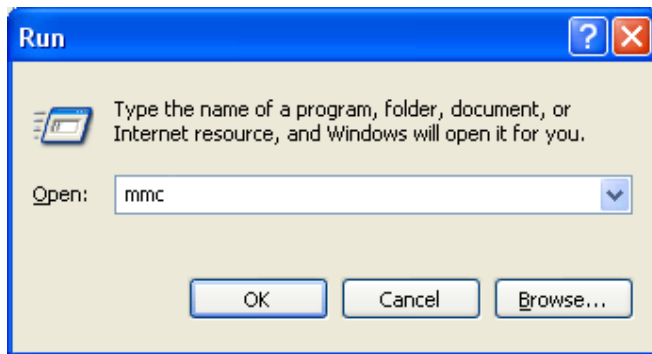 Run
Type the name of a program, folder, document, or
Internet resource, and Windows will open it for you.
Open: mmc
OK Cancel Browse...